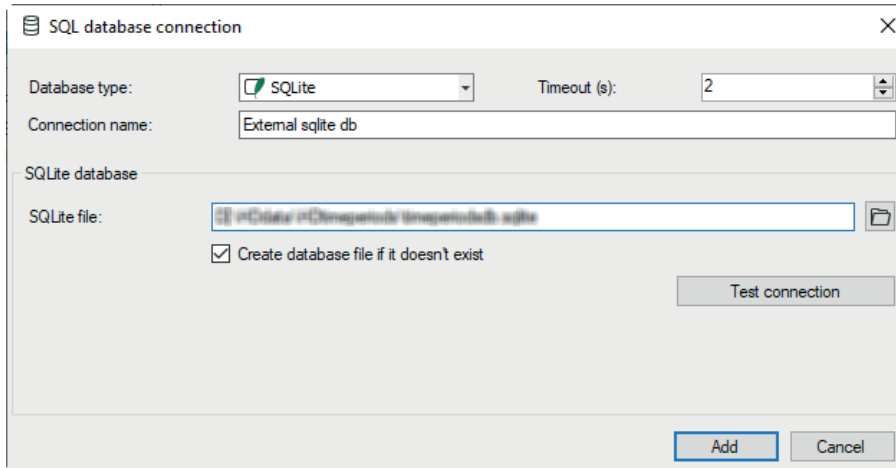 SQL database connection
Database type: SQLite Timeout (s): 2
Connection name: External sqlite db
SQLite database
SQLite file:
Create database file if it doesn't exist
Test connection
Add Cancel